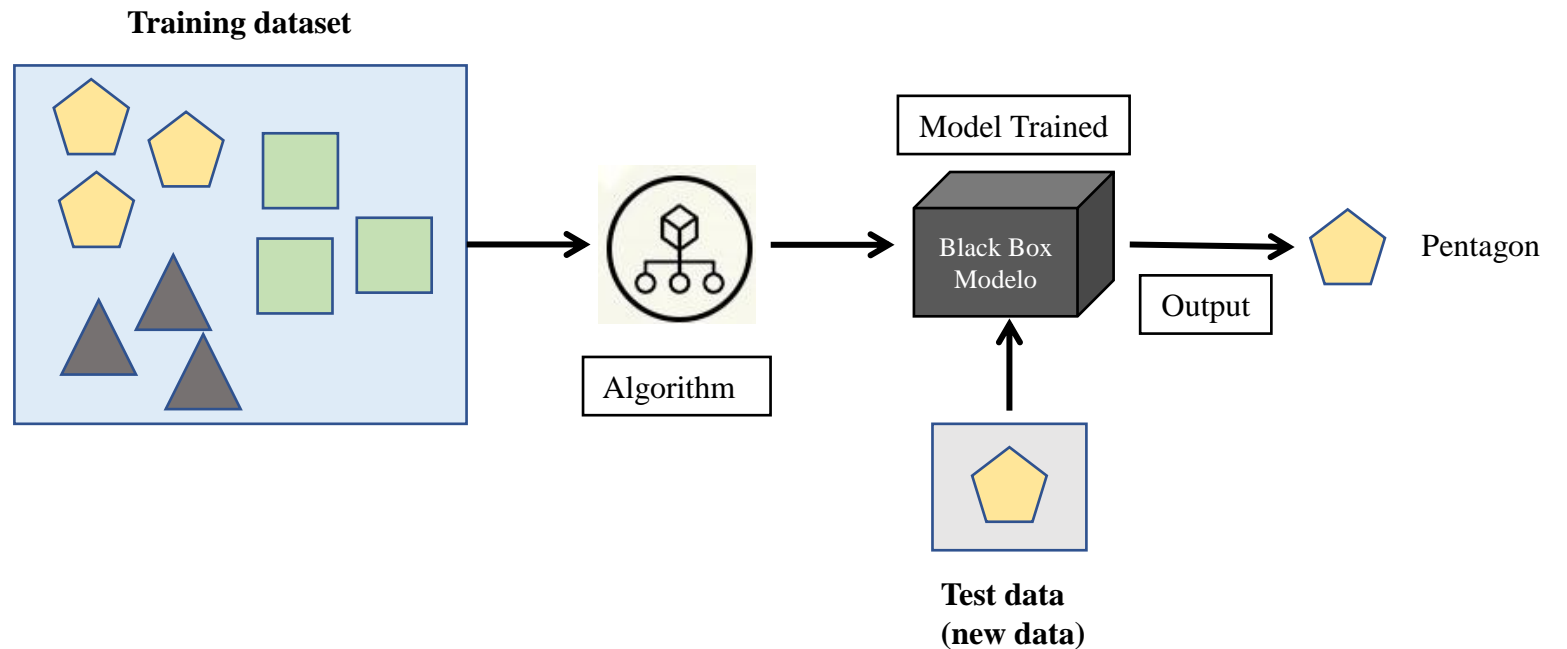 Training dataset
Model Trained
Black Box
Modelo
Pentagon
Output
Algorithm
Test data
(new data)